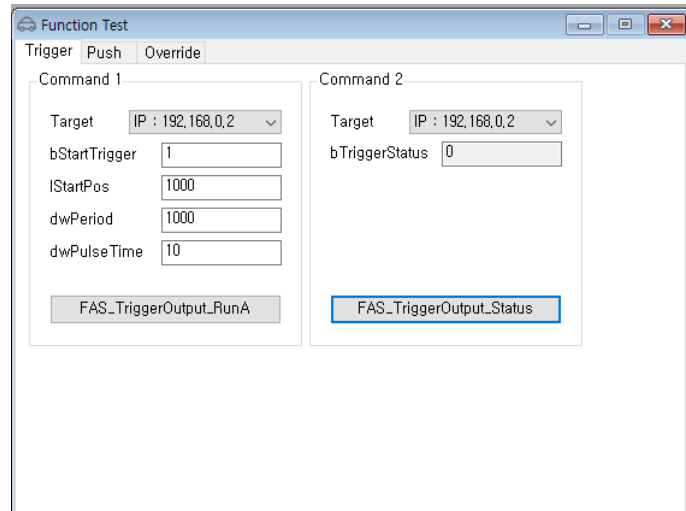 Function Test
Trigger Push Override
Command 1
Target IP : 192,168,0,2
bStartTrigger 1
lStartPos 1000
dwPeriod 1000
dwPulseTime 10
FAS_TriggerOutput_RunA
Command 2
Target IP : 192,168,0,2
bTriggerStatus 0
FAS_TriggerOutput_Status